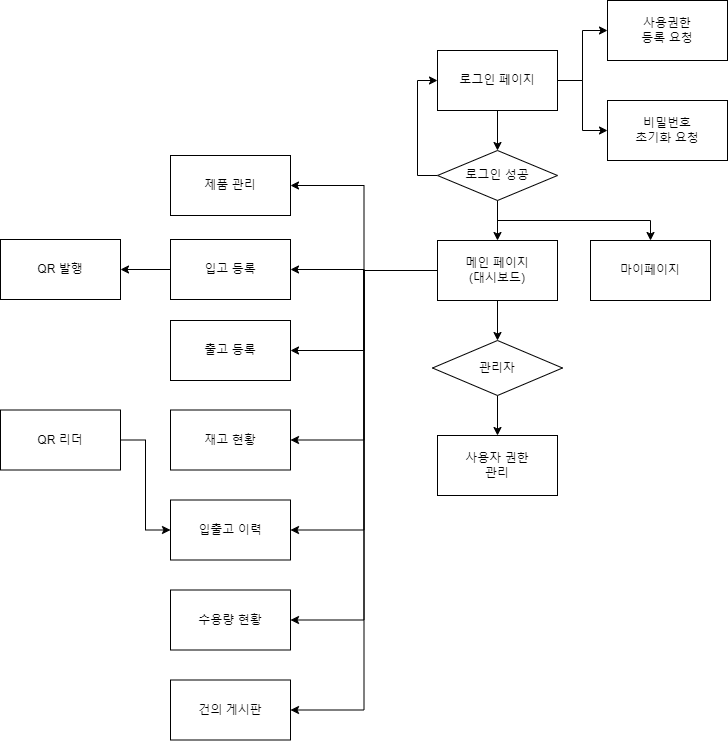 사용권한
등록 요청
로그인 페이지
비밀번호
초기화 요청
로그인 성공
제품 관리
QR 발행
입고 등록
메인 페이지
(대시보드)
마이페이지
출고 등록
관리자
QR 리더
재고 현황
사용자 권한
관리
입출고 이력
수용량 현황
건의 게시판